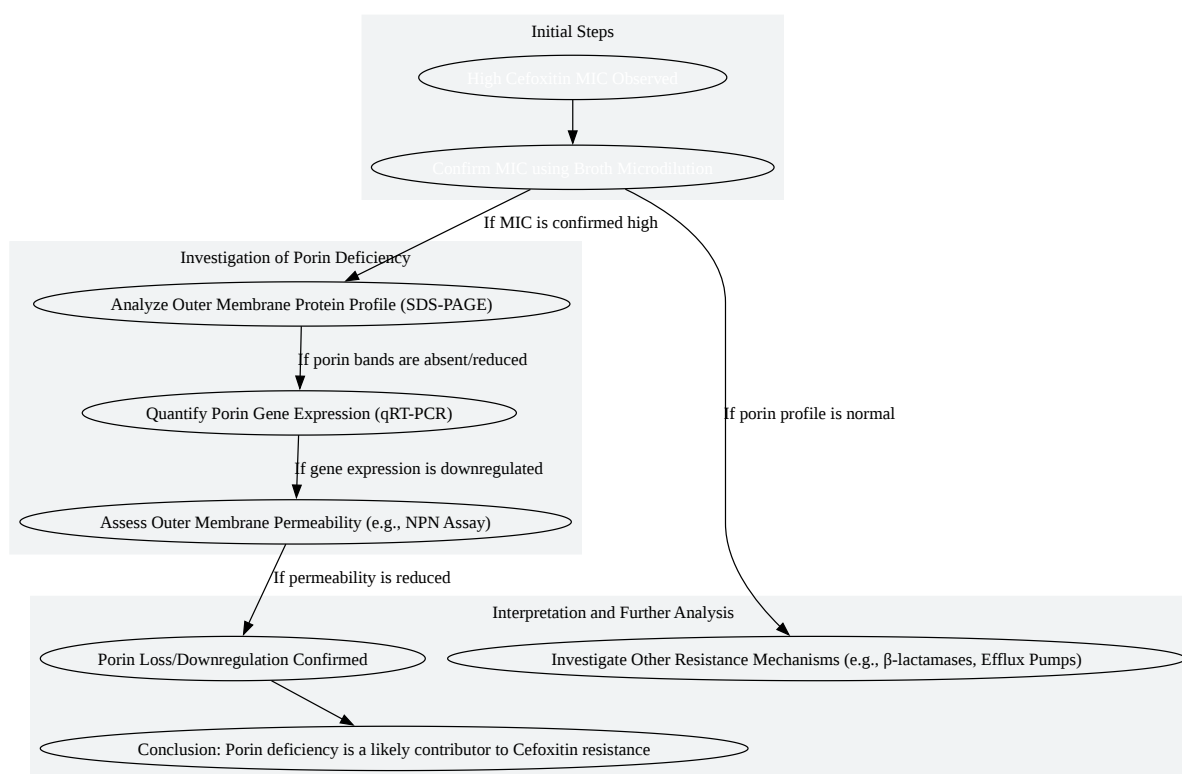 Initial Steps
High Cefoxitin MIC Observed
Confirm MIC using Broth Microdilution
If MIC is confirmed high
Investigation of Porin Deficiency
Analyze Outer Membrane Protein Profile (SDS-PAGE)
If porin bands are absent/reduced
Quantify Porin Gene Expression (qRT-PCR)
If porin profile is normal
If gene expression is downregulated
Assess Outer Membrane Permeability (e.g., NPN Assay)
If permeability is reduced
Interpretation and Further Analysis
Porin Loss/Downregulation Confirmed
Investigate Other Resistance Mechanisms (e.g., β-lactamases, Efflux Pumps)
Conclusion: Porin deficiency is a likely contributor to Cefoxitin resistance